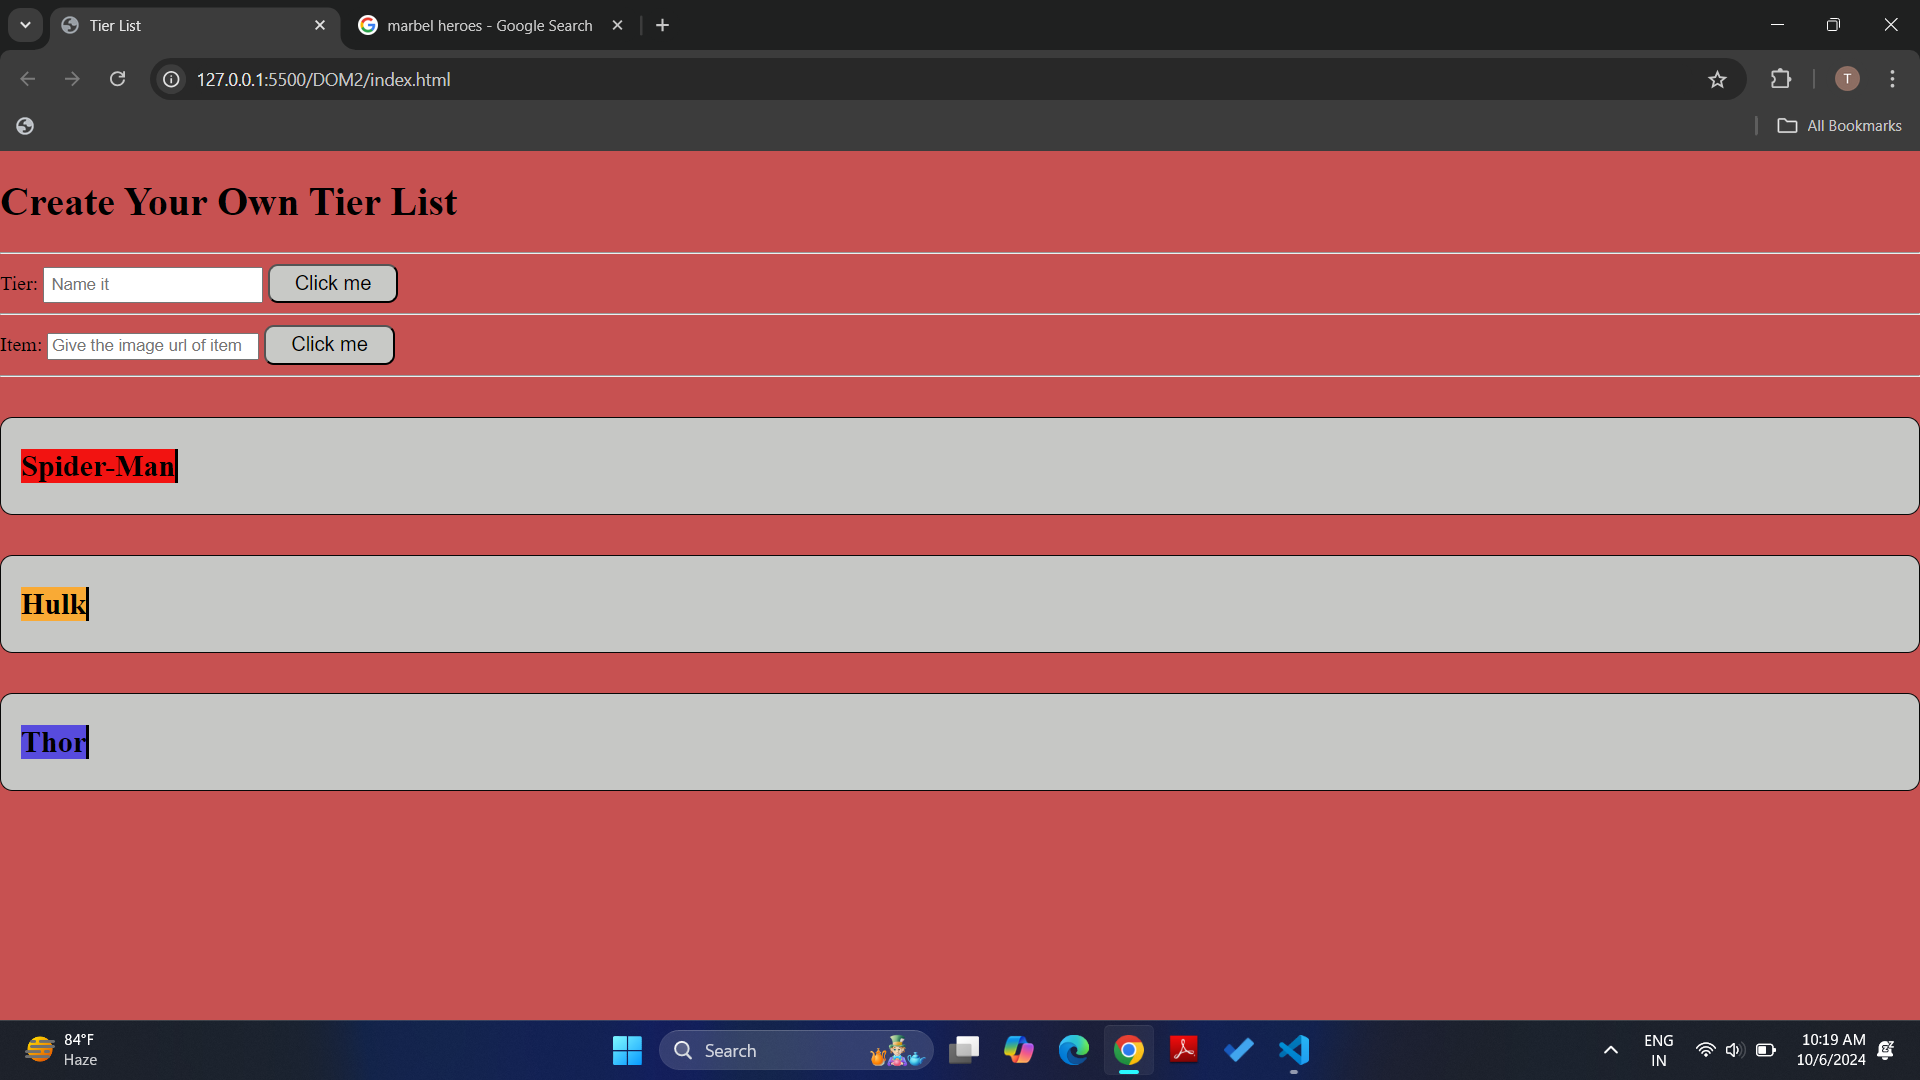 Tier List
marbel heroes - Google Search
127.0.0.1:5500/DOM2/index.html
T
All Bookmarks
Create Your Own Tier List
Tier: Name it Click me
Item: Give the image url of item Click me
Spider-Man
Hulk
Thor
84°F
Haze
Search
ENG
IN
10:19 AM
10/6/2024